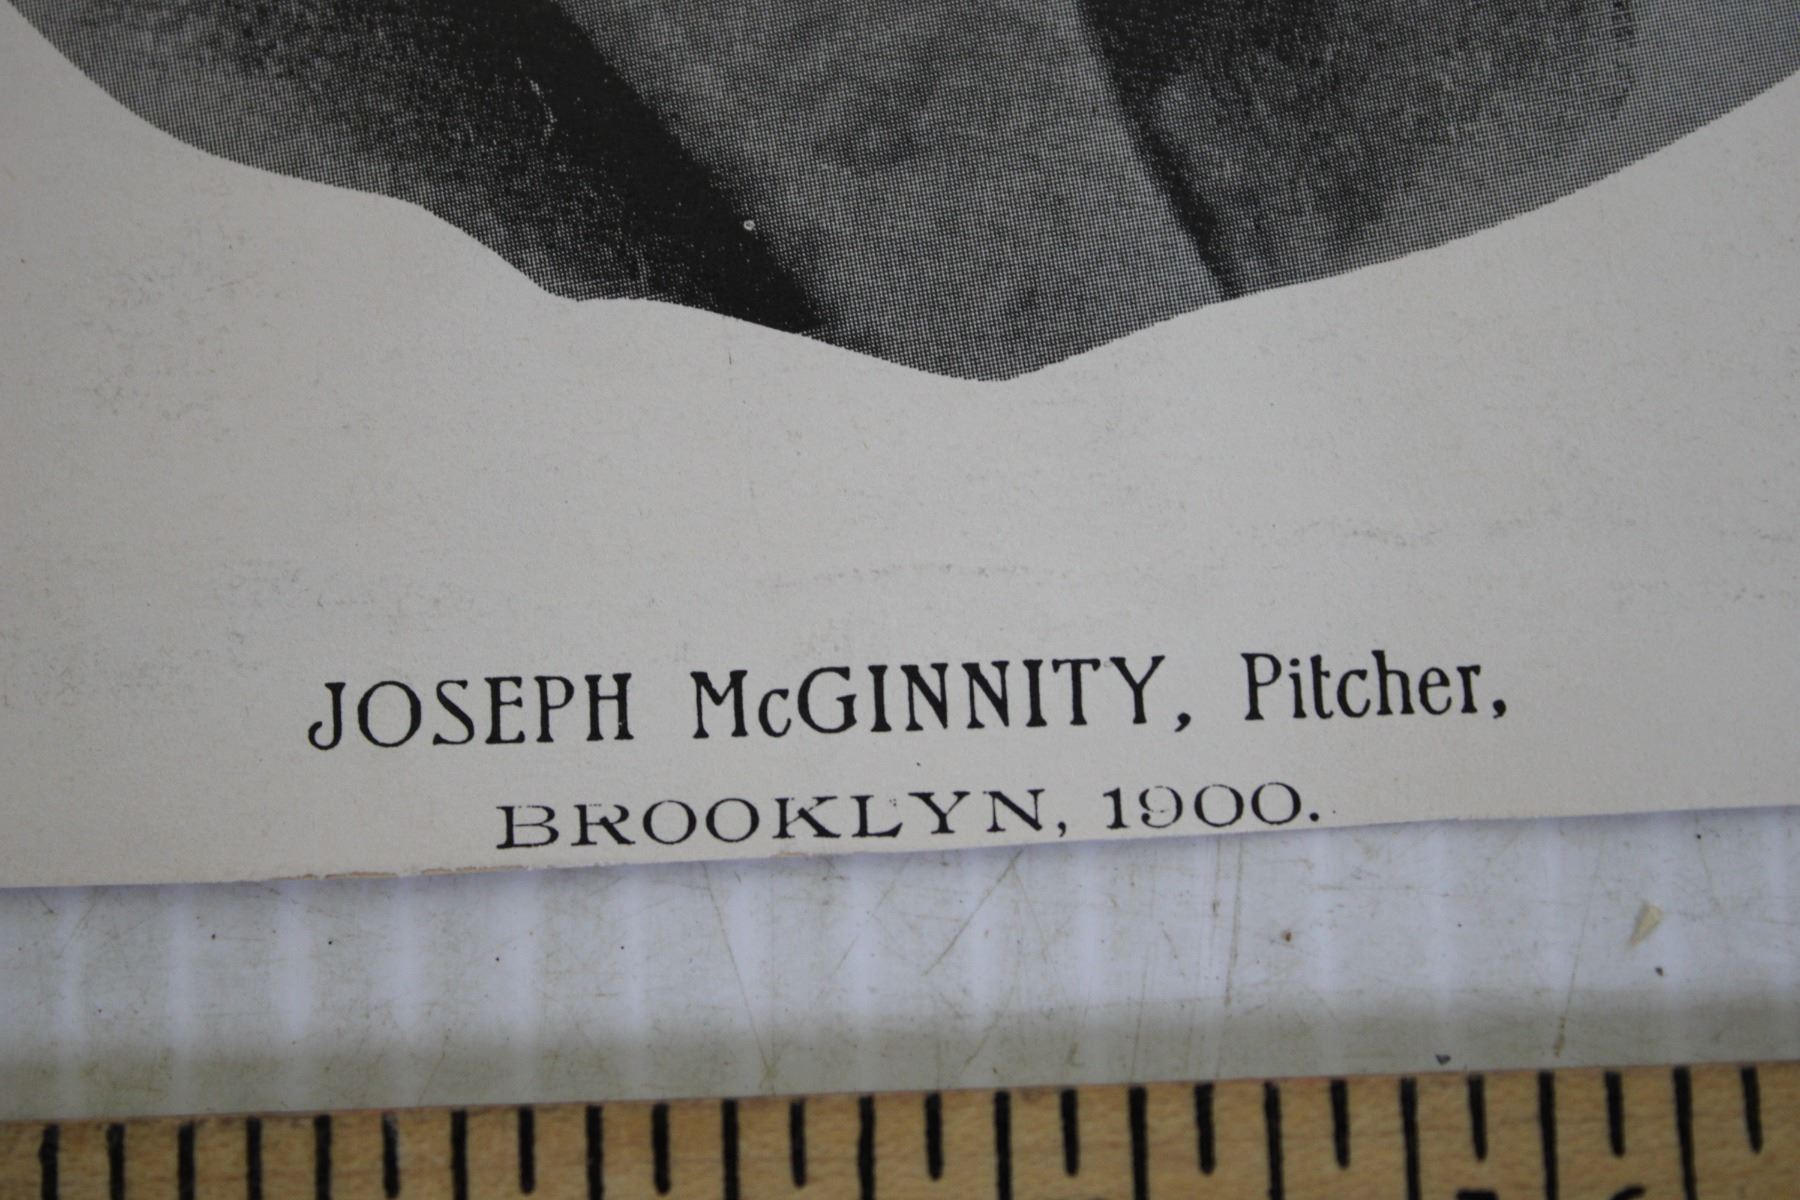 JOSEPH McGINNITY, Pitcher,
BROOKLYN, 1900.